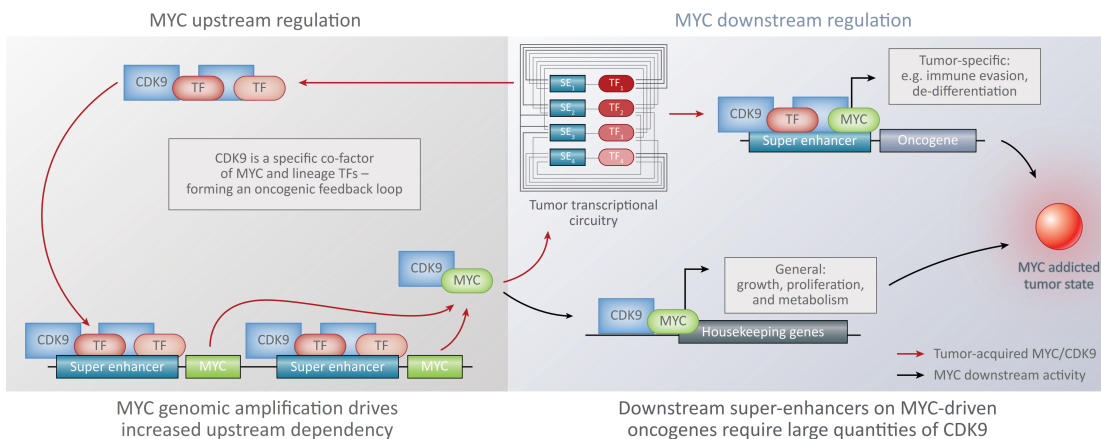 MYC upstream regulation
MYC downstream regulation
CDK9
TF
TF
CDK9 is a specific co-factor
of MYC and lineage TFs –
forming an oncogenic feedback loop
CDK9
MYC
CDK9
TF
TF
Super enhancer
MYC
CDK9
TF
TF
Super enhancer
MYC
MYC genomic amplification drives
increased upstream dependency
SE1
TF1
SE2
TF2
SE3
TF3
SE4
TF4
Tumor transcriptional
circuitry
CDK9
TF
MYC
Super enhancer
Oncogene
Tumor-specific:
e.g. immune evasion,
de-differentiation
MYC addicted
tumor state
CDK9
MYC
Housekeeping genes
General:
growth, proliferation,
and metabolism
Tumor-acquired MYC/CDK9
MYC downstream activity
Downstream super-enhancers on MYC-driven
oncogenes require large quantities of CDK9